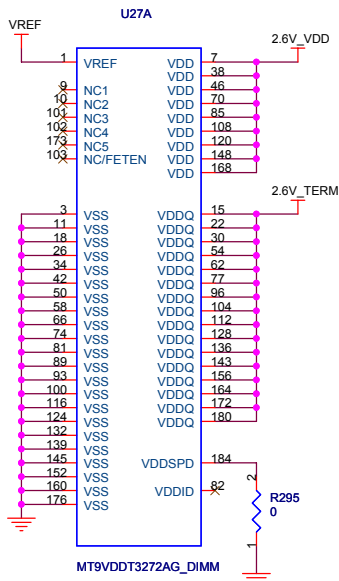 U27A
VREF
2.6V_VDD
1 VREF VDD 7
VDD 38
9 NC1 VDD 46
10 NC2 VDD 70
101 NC3 VDD 85
102 NC4 VDD 108
173 NC5 VDD 120
103 NC/FETEN VDD 148
VDD 168
2.6V_TERM
3 VSS VDDQ 15
11 VSS VDDQ 22
18 VSS VDDQ 30
26 VSS VDDQ 54
34 VSS VDDQ 62
42 VSS VDDQ 77
50 VSS VDDQ 96
58 VSS VDDQ 104
66 VSS VDDQ 112
74 VSS VDDQ 128
81 VSS VDDQ 136
89 VSS VDDQ 143
93 VSS VDDQ 156
100 VSS VDDQ 164
116 VSS VDDQ 172
124 VSS VDDQ 180
132 VSS
139 VSS
145 VSS VDDSPD 184
152 VSS 2
160 VSS VDDID 82
176 VSS
R295
0
1
MT9VDDT3272AG_DIMM